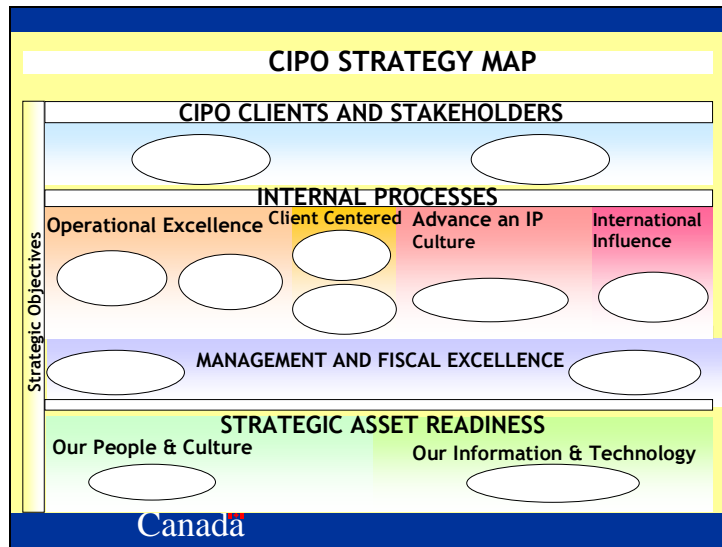 CIPO STRATEGY MAP
CIPO CLIENTS AND STAKEHOLDERS
INTERNAL PROCESSES
Operational Excellence
Client Centered
Advance an IP
Culture
International
Influence
Strategic Objectives
MANAGEMENT AND FISCAL EXCELLENCE
STRATEGIC ASSET READINESS
Our People & Culture
Our Information & Technology
Canada